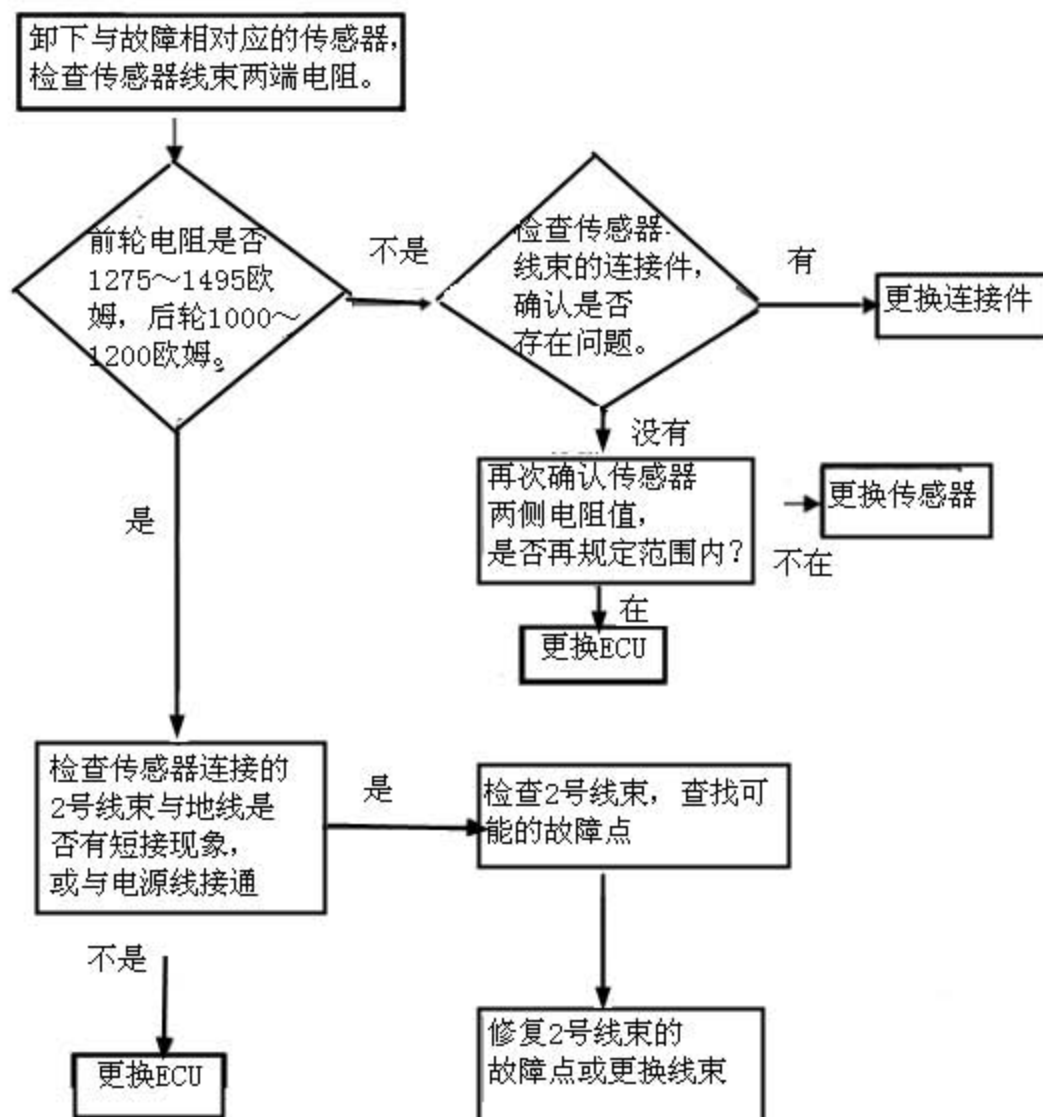 卸下与故障相对应的传感器，
检查传感器线束两端电阻。
前轮电阻是否
1275～1495欧
姆，后轮1000～
1200欧姆。
不是
检查传感器
线束的连接件，
确认是否
存在问题。
有
更换连接件
没有
再次确认传感器
两侧电阻值，
是否再规定范围内？
不在
更换传感器
在
更换ECU
是
检查传感器连接的
2号线束与地线是
否有短接现象，
或与电源线接通
是
检查2号线束，查找可
能的故障点
不是
更换ECU
修复2号线束的
故障点或更换线束